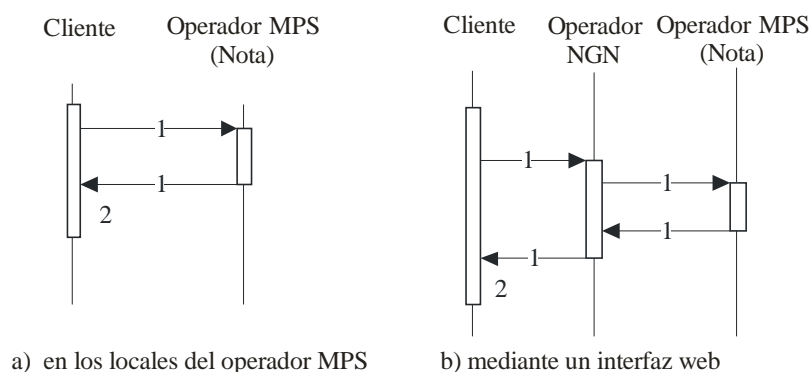 Cliente
Operador MPS
(Nota)
1
1
2
a) en los locales del operador MPS
Cliente
Operador
NGN
Operador MPS
(Nota)
1
1
1
1
2
b) mediante un interfaz web